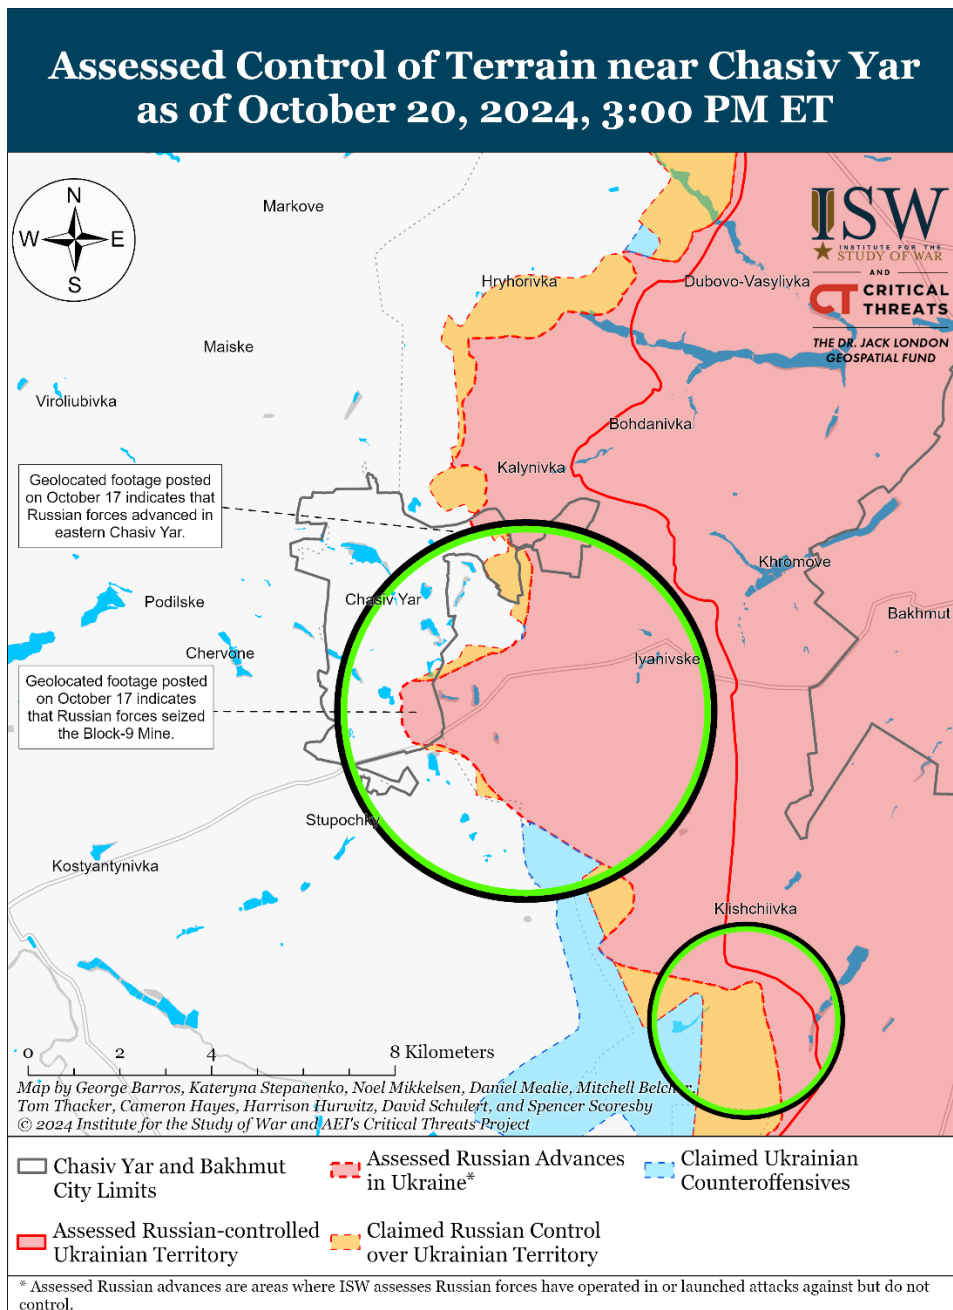 Assessed Control of Terrain near Chasiv Yar
as of October 20, 2024, 3:00 PM ET
N
W
E
S
Markove
ISW
INSTITUTE FOR THE
STUDY OF WAR
AND
CT CRITICAL
THREATS
THE DR. JACK LONDON
GEOSPATIAL FUND
Hryhorivka
Dubovo-Vasylivka
Maiske
Viroliubivka
Bohdanivka
Kalynivka
Geolocated footage posted
on October 17 indicates that
Russian forces advanced in
eastern Chasiv Yar.
Khromove
Podilske
Chasiv Yar
Bakhmut
Chervone
Ivanivske
Geolocated footage posted
on October 17 indicates
that Russian forces seized
the Block-9 Mine.
Stupochky
Kostyantynivka
Klishchiivka
0
2
4
8 Kilometers
Map by George Barros, Kateryna Stepanenko, Noel Mikkelsen, Daniel Mealie, Mitchell Belcher,
Tom Thacker, Cameron Hayes, Harrison Hurwitz, David Schulert, and Spencer Scoresby
© 2024 Institute for the Study of War and AEI's Critical Threats Project
Chasiv Yar and Bakhmut
City Limits
Assessed Russian Advances
in Ukraine*
Claimed Ukrainian
Counteroffensives
Assessed Russian-controlled
Ukrainian Territory
Claimed Russian Control
over Ukrainian Territory
* Assessed Russian advances are areas where ISW assesses Russian forces have operated in or launched attacks against but do not
control.